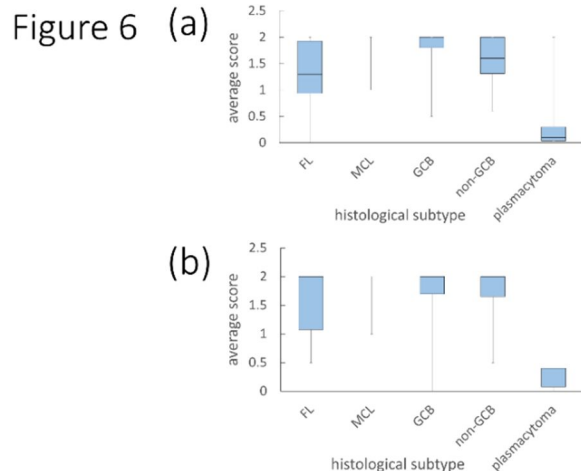 Figure 6
(a)
average score
2.5
2
1.5
1
0.5
0
FL
MCL
GCB
non-GCB
plasmacytoma
histological subtype
(b)
average score
2.5
2
1.5
1
0.5
0
FL
MCL
GCB
non-GCB
plasmacytoma
histological subtype